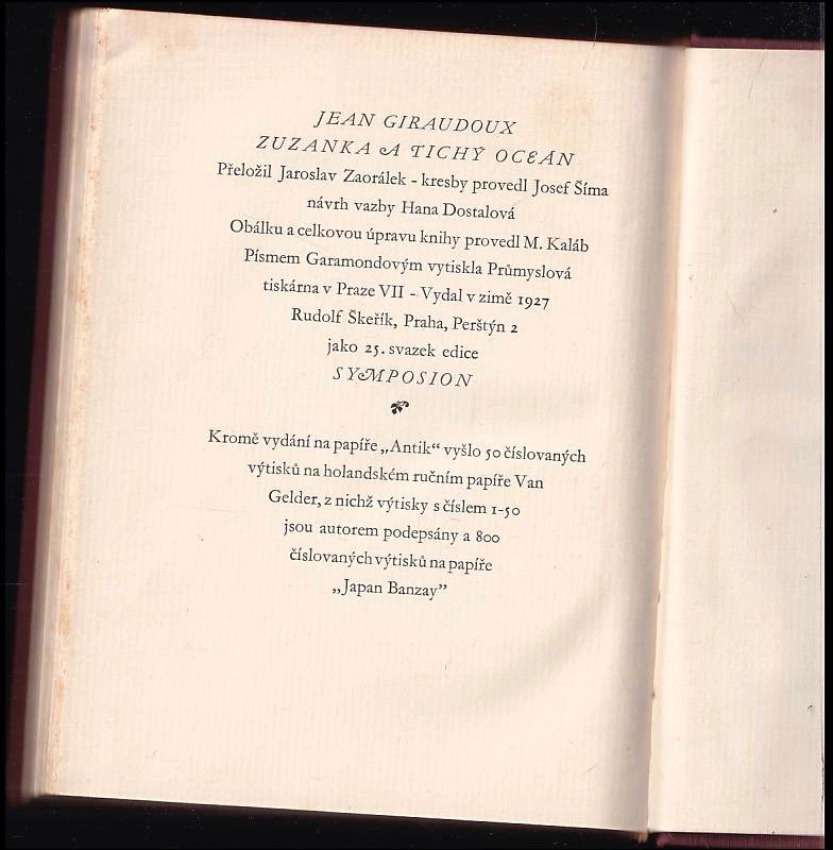 JEAN GIRAUDOUX
ZUZANKA A TICHÝ OCEÁN
Přeložil Jaroslav Zaorálek - kresby provedl Josef Šíma
návrh vazby Hana Dostalová
Obálku a celkovou úpravu knihy provedl M. Kaláb
Písmem Garamondovým vytiskla Průmyslová
tiskárna v Praze VII - Vydal v zimě 1927
Rudolf Škeřík, Praha, Perštýn 2
jako 25. svazek edice
SYMPOSION
Kromě vydání na papíře „Antik“ vyšlo 50 číslovaných
výtisků na holandském ručním papíře Van
Gelder, z nichž výtisky s číslem 1-50
jsou autorem podepsány a 800
číslovaných výtisků na papíře
„Japan Banzay”